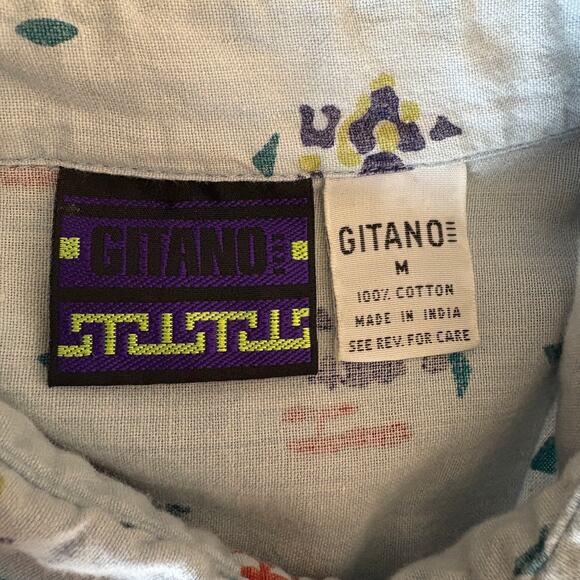 GITANO
GITANO
M
100% COTTON
MADE IN INDIA
SEE REV. FOR CARE